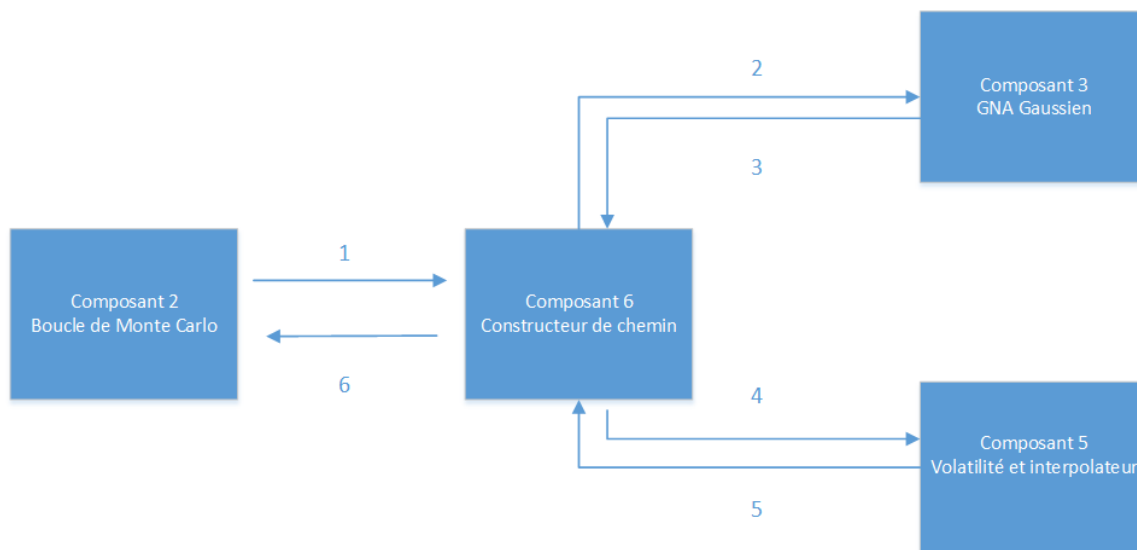 2
Composant 3
GNA Gaussien
3
1
Composant 2
Boucle de Monte Carlo
Composant 6
Constructeur de chemin
6
4
Composant 5
Volatilité et interpolateur
5